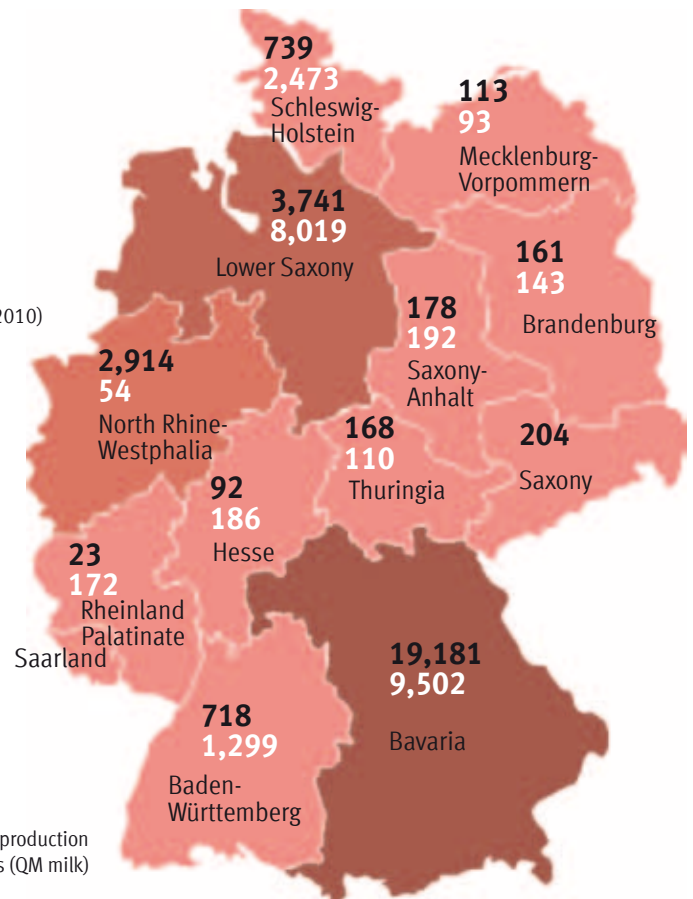 739
2,473
Schleswig-
Holstein
113
93
Mecklenburg-
Vorpommern
3,741
8,019
Lower Saxony
161
143
Brandenburg
2010)
178
192
Saxony-
Anhalt
2,914
54
North Rhine-
Westphalia
168
110
Thuringia
204
Saxony
92
186
Hesse
23
172
Rheinland
Palatinate
Saarland
19,181
9,502
Bavaria
718
1,299
Baden-
Württemberg
production
s (QM milk)